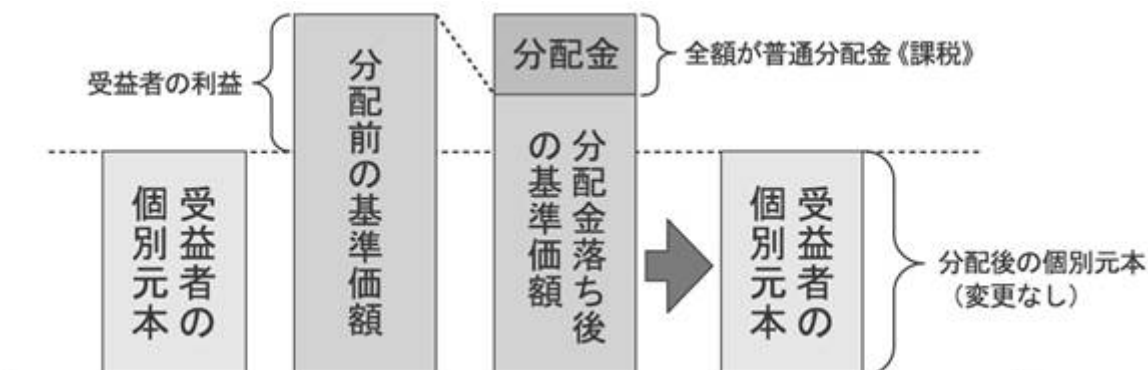 受益者の利益
受益者の
個別元本
分配前の基準価額
分配金
全額が普通分配金《課税》
分配金落ち後
の基準価額
受益者の
個別元本
分配後の個別元本
（変更なし）